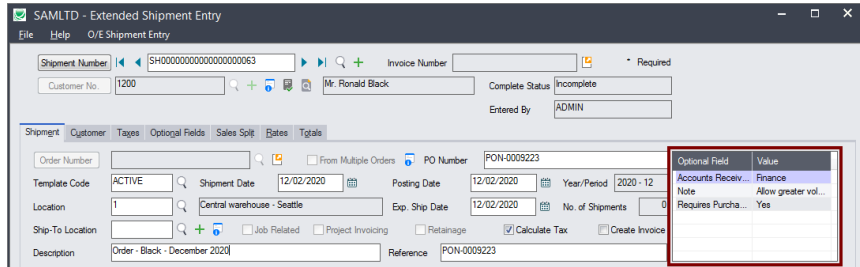 SAMLTD - Extended Shipment Entry
File Help O/E Shipment Entry
Shipment Number SH00000000000000000063 Invoice Number * Required
Customer No. 1200 Mr. Ronald Black Complete Status Incomplete
Entered By ADMIN
Shipment Customer Taxes Optional Fields Sales Split Rates Totals
Order Number From Multiple Orders PO Number PON-0009223 Optional Field Value
Template Code ACTIVE Shipment Date 12/02/2020 Posting Date 12/02/2020 Year/Period 2020 - 12 Accounts Receiv... Finance
Note Allow greater vol...
Location 1 Central warehouse - Seattle Exp. Ship Date 12/02/2020 No. of Shipments 0 Requires Purcha... Yes
Ship-To Location Job Related Project Invoicing Retainage Calculate Tax Create Invoice
Description Order - Black - December 2020 Reference PON-0009223